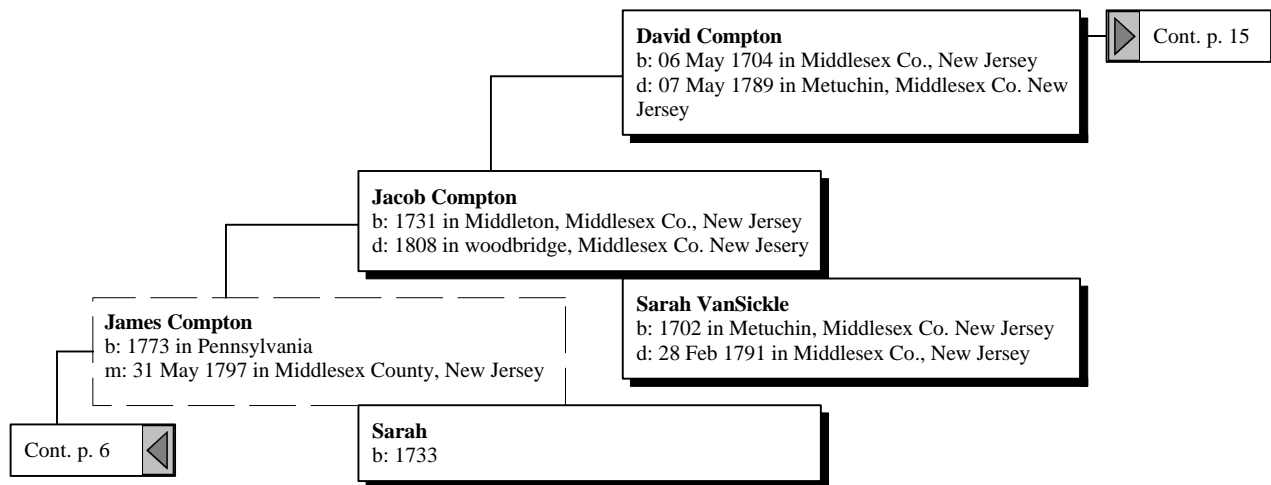 David Compton
b: 06 May 1704 in Middlesex Co., New Jersey
d: 07 May 1789 in Metuchin, Middlesex Co. New
Jersey
Cont. p. 15
Jacob Compton
b: 1731 in Middleton, Middlesex Co., New Jersey
d: 1808 in woodbridge, Middlesex Co. New Jesery
Sarah VanSickle
b: 1702 in Metuchin, Middlesex Co. New Jersey
d: 28 Feb 1791 in Middlesex Co., New Jersey
James Compton
b: 1773 in Pennsylvania
m: 31 May 1797 in Middlesex County, New Jersey
Cont. p. 6
Sarah
b: 1733